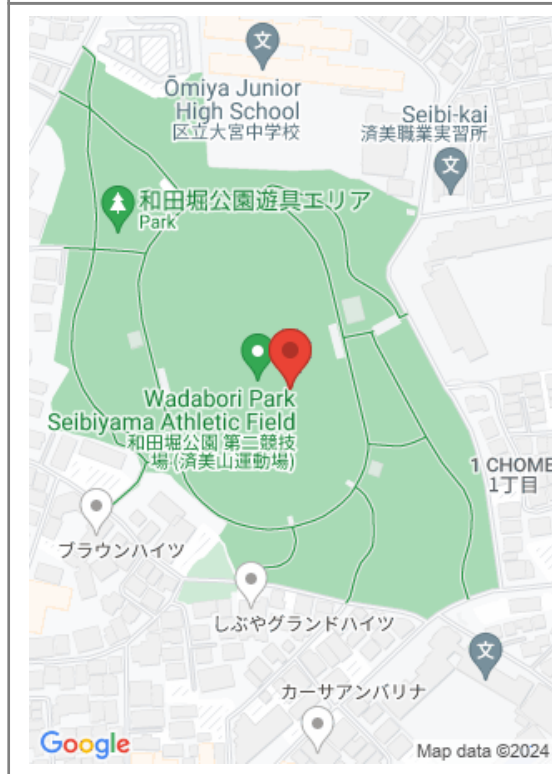 文
Ōmiya Junior
High School
区立大宮中学校
Seibi-kai
済美職業実習所
文
和田堀公園遊具エリア
Park
Wadabori Park
Seibiyama Athletic Field
和田堀公園 第二競技
場 (済美山運動場)
1 CHOME
1丁目
ブラウンハイツ
しぶやグランドハイツ
文
カーサアンバリナ
Google
Map data ©2024